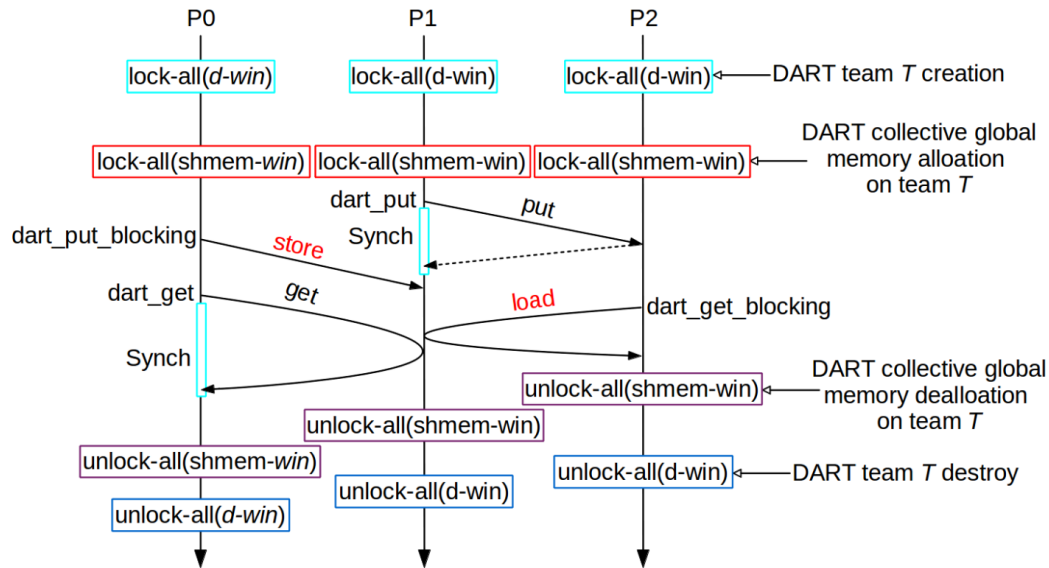 P0
P1
P2
lock-all(d-win)
lock-all(d-win)
lock-all(d-win)
DART team T creation
lock-all(shmem-win)
lock-all(shmem-win)
lock-all(shmem-win)
DART collective global
memory alloation
on team T
dart_put
put
Synch
dart_put_blocking
store
dart_get
get
load
dart_get_blocking
Synch
unlock-all(shmem-win)
DART collective global
memory dealloation
on team T
unlock-all(shmem-win)
unlock-all(shmem-win)
unlock-all(d-win)
DART team T destroy
unlock-all(d-win)
unlock-all(d-win)